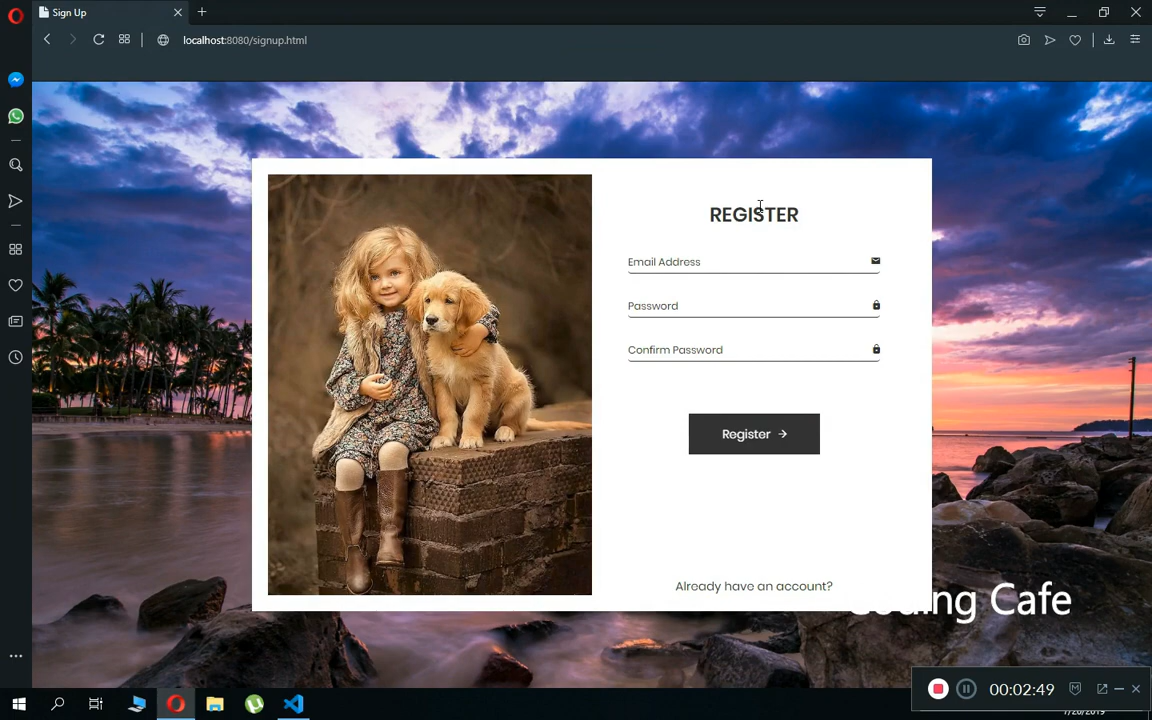 Sign Up
localhost:8080/signup.html
REGISTER
Email Address
Password
Confirm Password
Register
Already have an account?
Coding Cafe
00:02:49